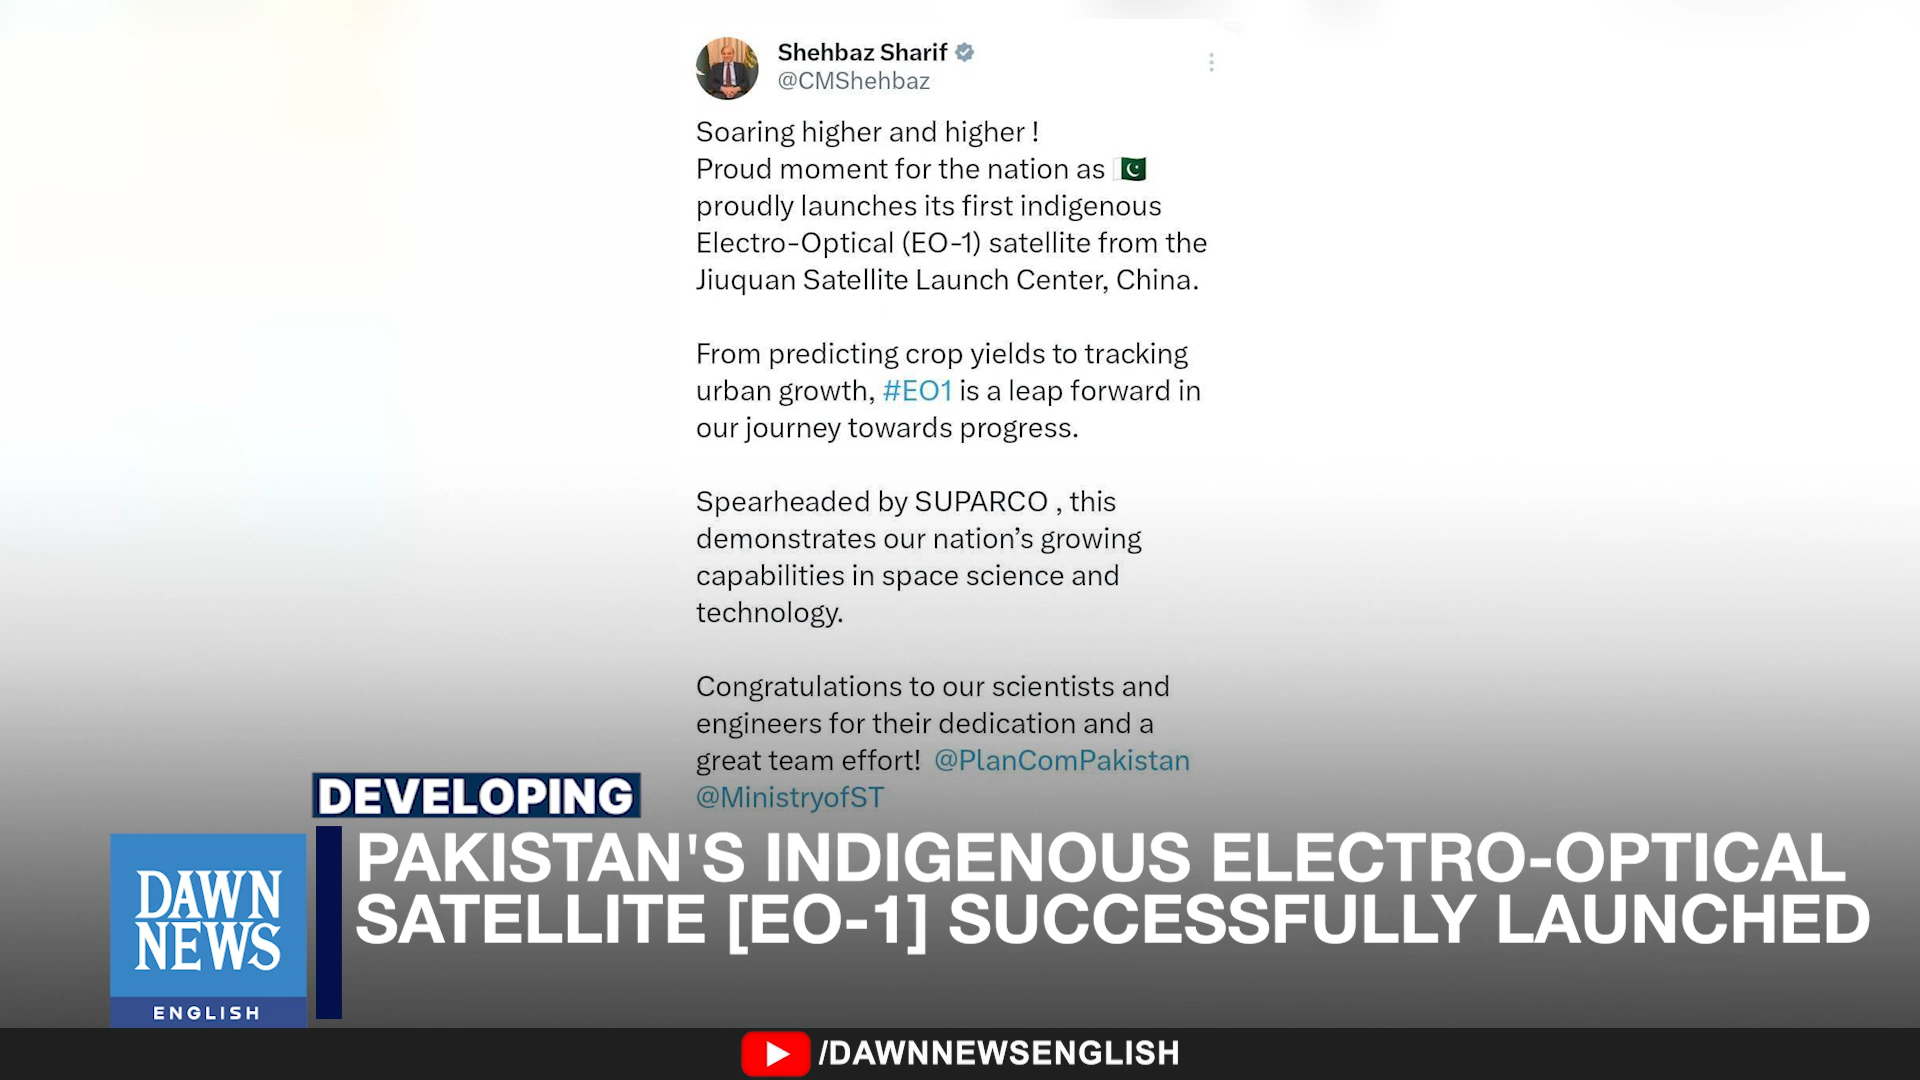 Shehbaz Sharif
@CMShehbaz
Soaring higher and higher !
Proud moment for the nation as 🇵🇰
proudly launches its first indigenous
Electro-Optical (EO-1) satellite from the
Jiuquan Satellite Launch Center, China.
From predicting crop yields to tracking
urban growth, #EO1 is a leap forward in
our journey towards progress.
Spearheaded by SUPARCO , this
demonstrates our nation’s growing
capabilities in space science and
technology.
Congratulations to our scientists and
engineers for their dedication and a
great team effort! @PlanComPakistan
@MinistryofST
DEVELOPING
PAKISTAN'S INDIGENOUS ELECTRO-OPTICAL
SATELLITE [EO-1] SUCCESSFULLY LAUNCHED
DAWN
NEWS
ENGLISH
/DAWNNEWSENGLISH